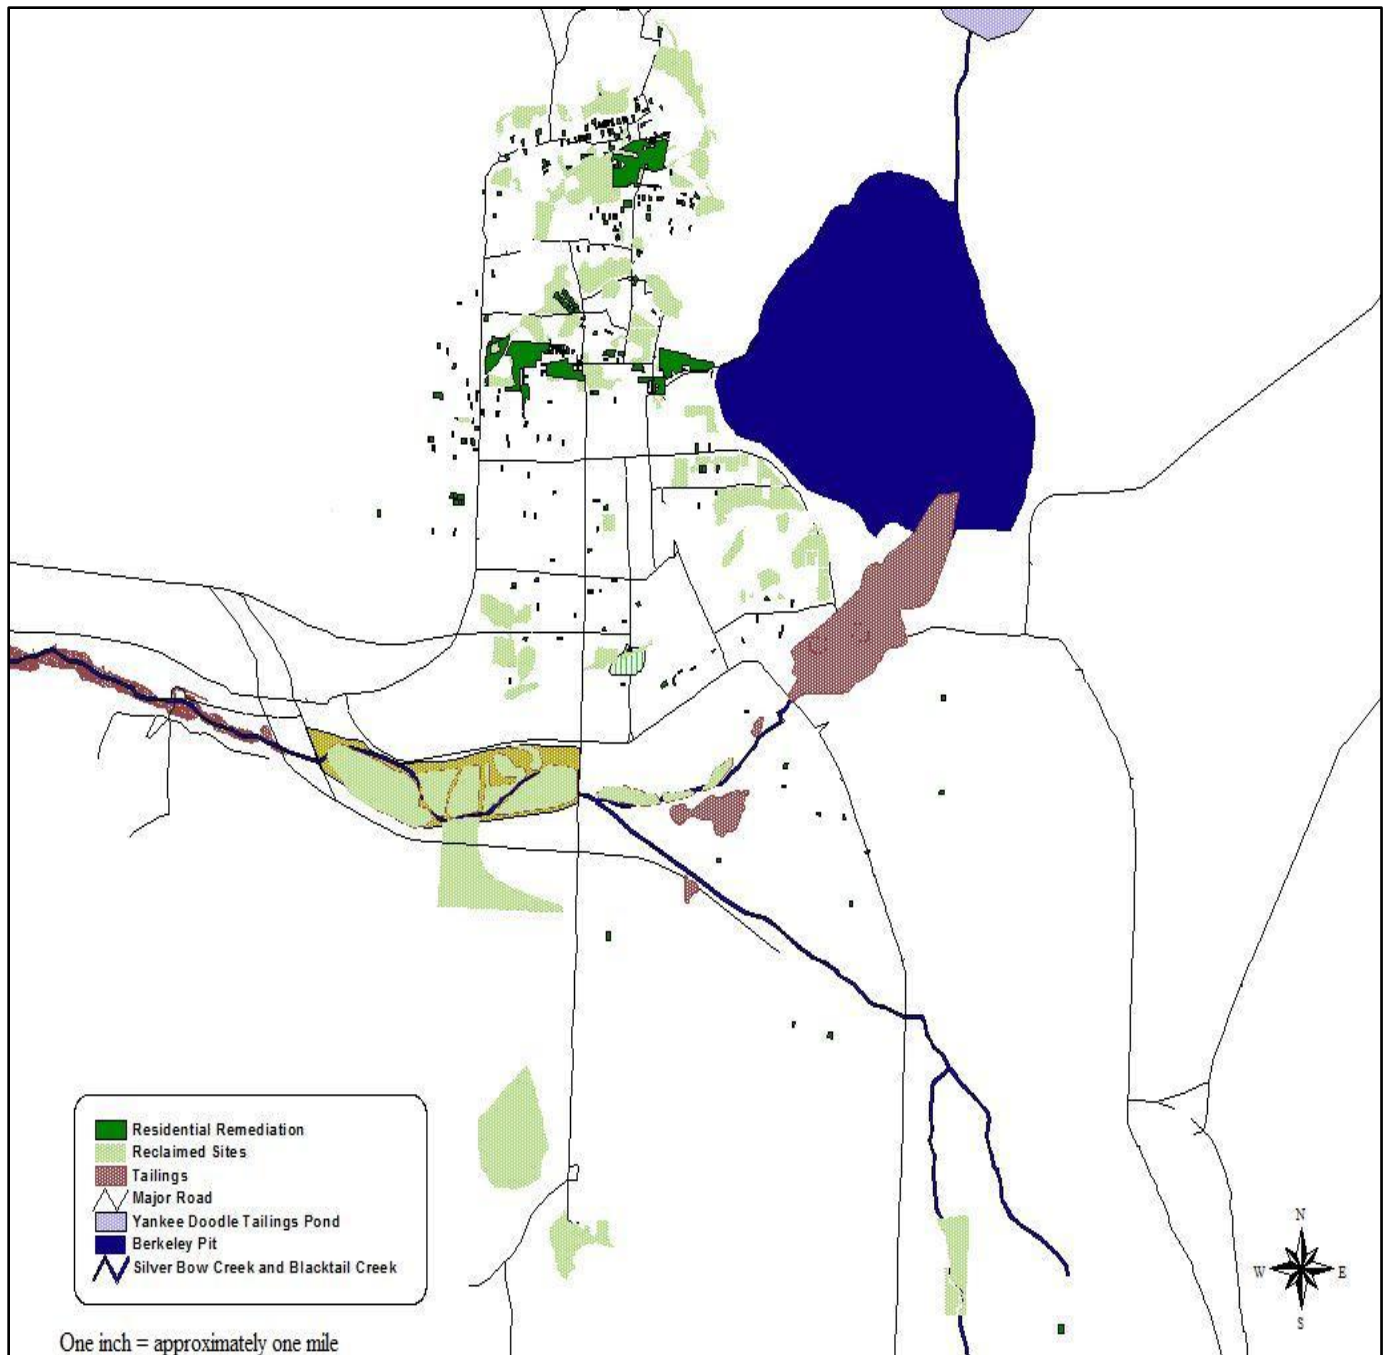 Residential Remediation
Reclaimed Sites
Tailings
Major Road
Yankee Doodle Tailings Pond
Berkeley Pit
Silver Bow Creek and Blacktail Creek
One inch = approximately one mile
N
W E
S